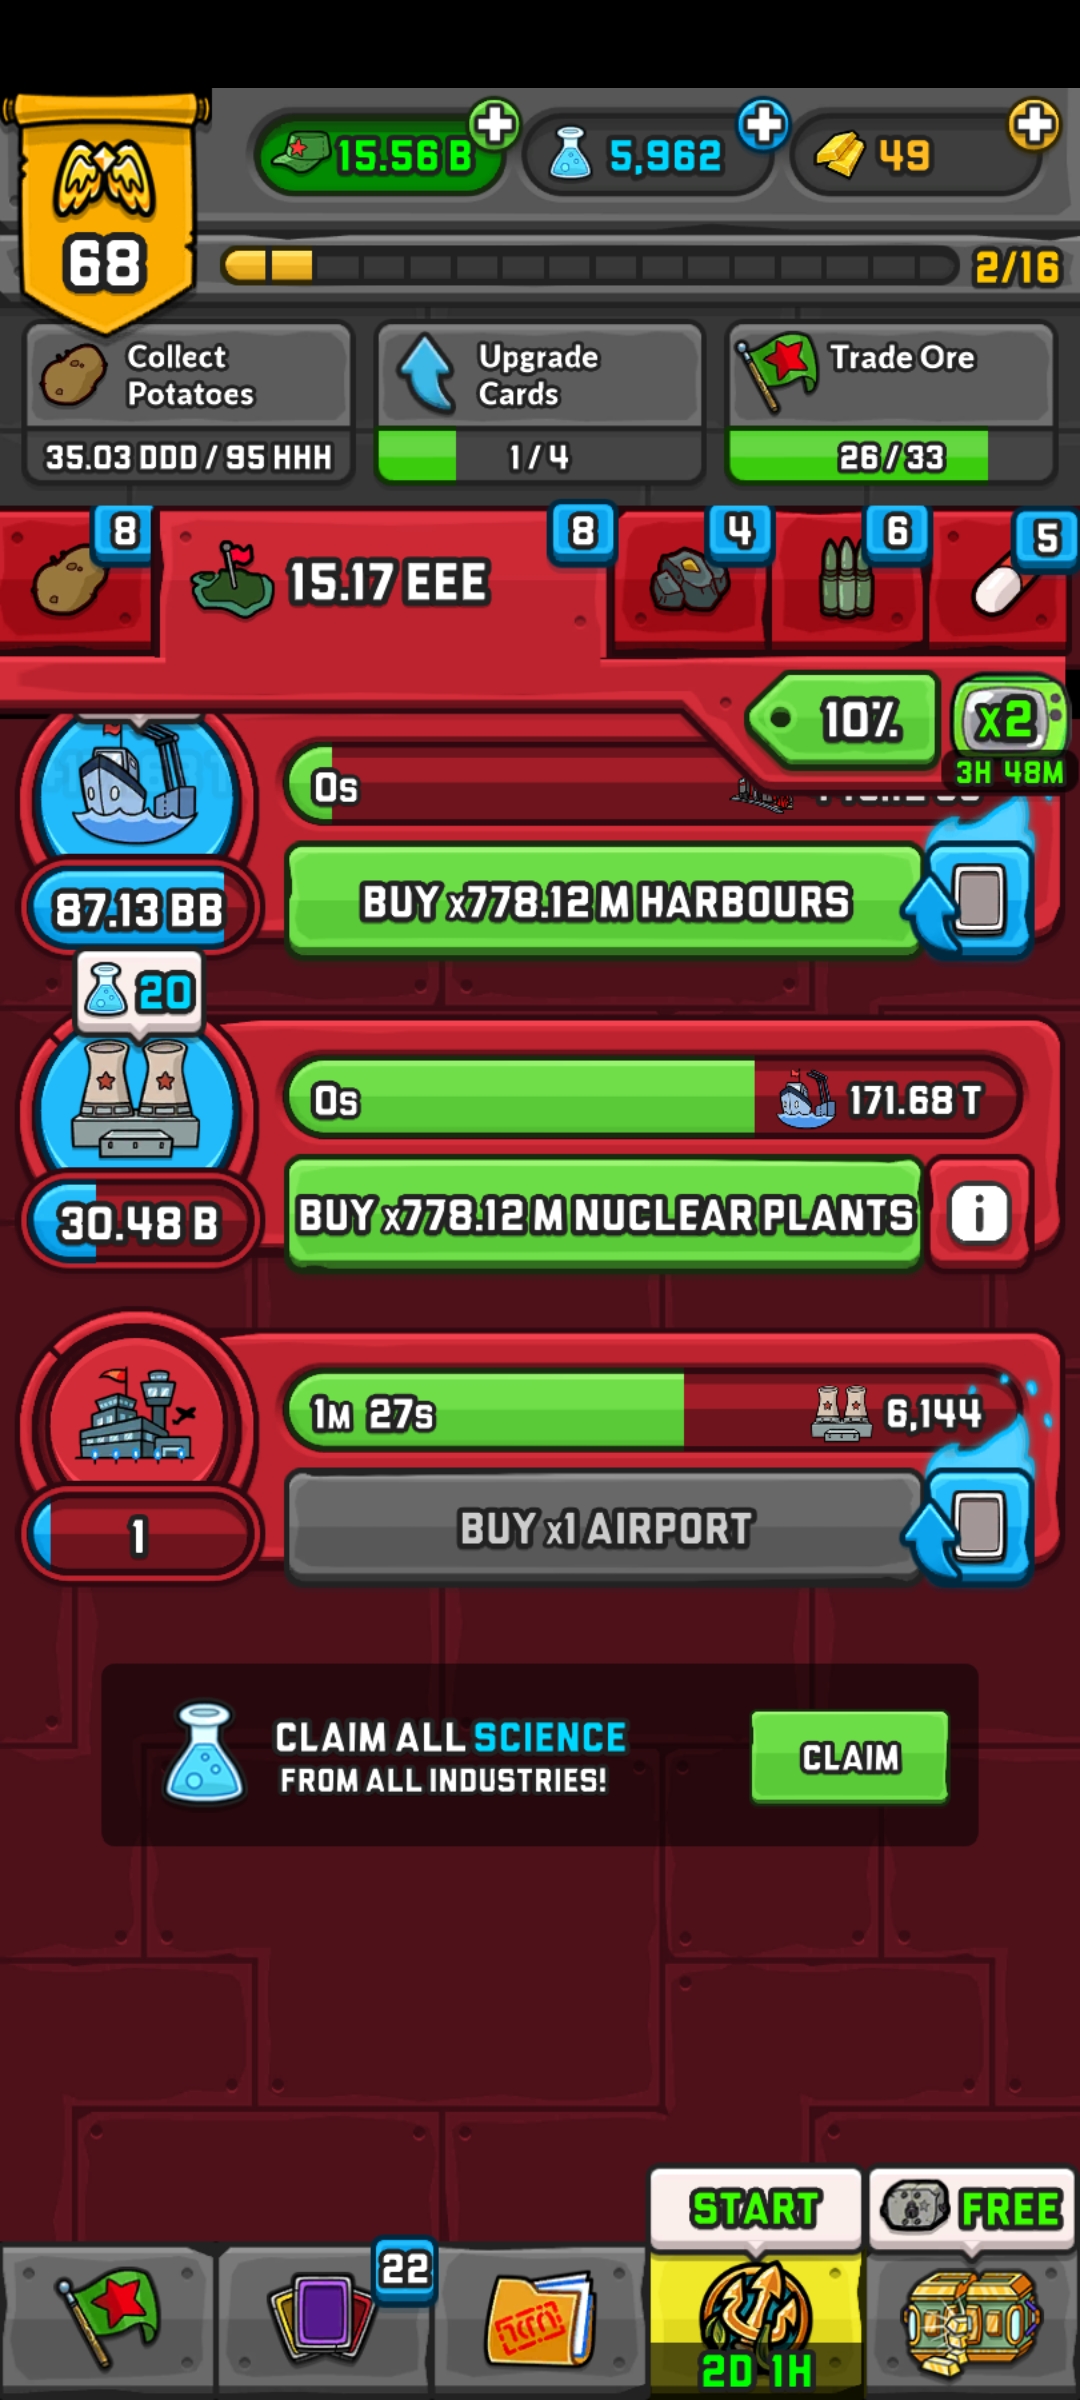 15.56 B
5,962
49
68
2/16
Collect
Potatoes
Upgrade
Cards
Trade Ore
35.03 DDD / 95 HHH
1/4
26/33
8
15.17 EEE
8
4
6
5
10%
x2
3H 48M
0s
87.13 BB
BUY x778.12 M HARBOURS
20
0s
171.68 T
30.48 B
BUY x778.12 M NUCLEAR PLANTS
i
1M 27s
6,144
1
BUY x1 AIRPORT
CLAIM ALL SCIENCE
FROM ALL INDUSTRIES!
CLAIM
START
FREE
22
2D 1H